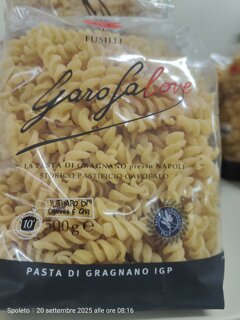 FUSILLI
Garofalove
LA PASTA DI GRAGNANO presso NAPOLI
STORICO PASTIFICIO GAROFALO
10'
500g e
IGP
PASTA DI GRAGNANO IGP
Spoleto | 20 settembre 2025 alle ore 08:16